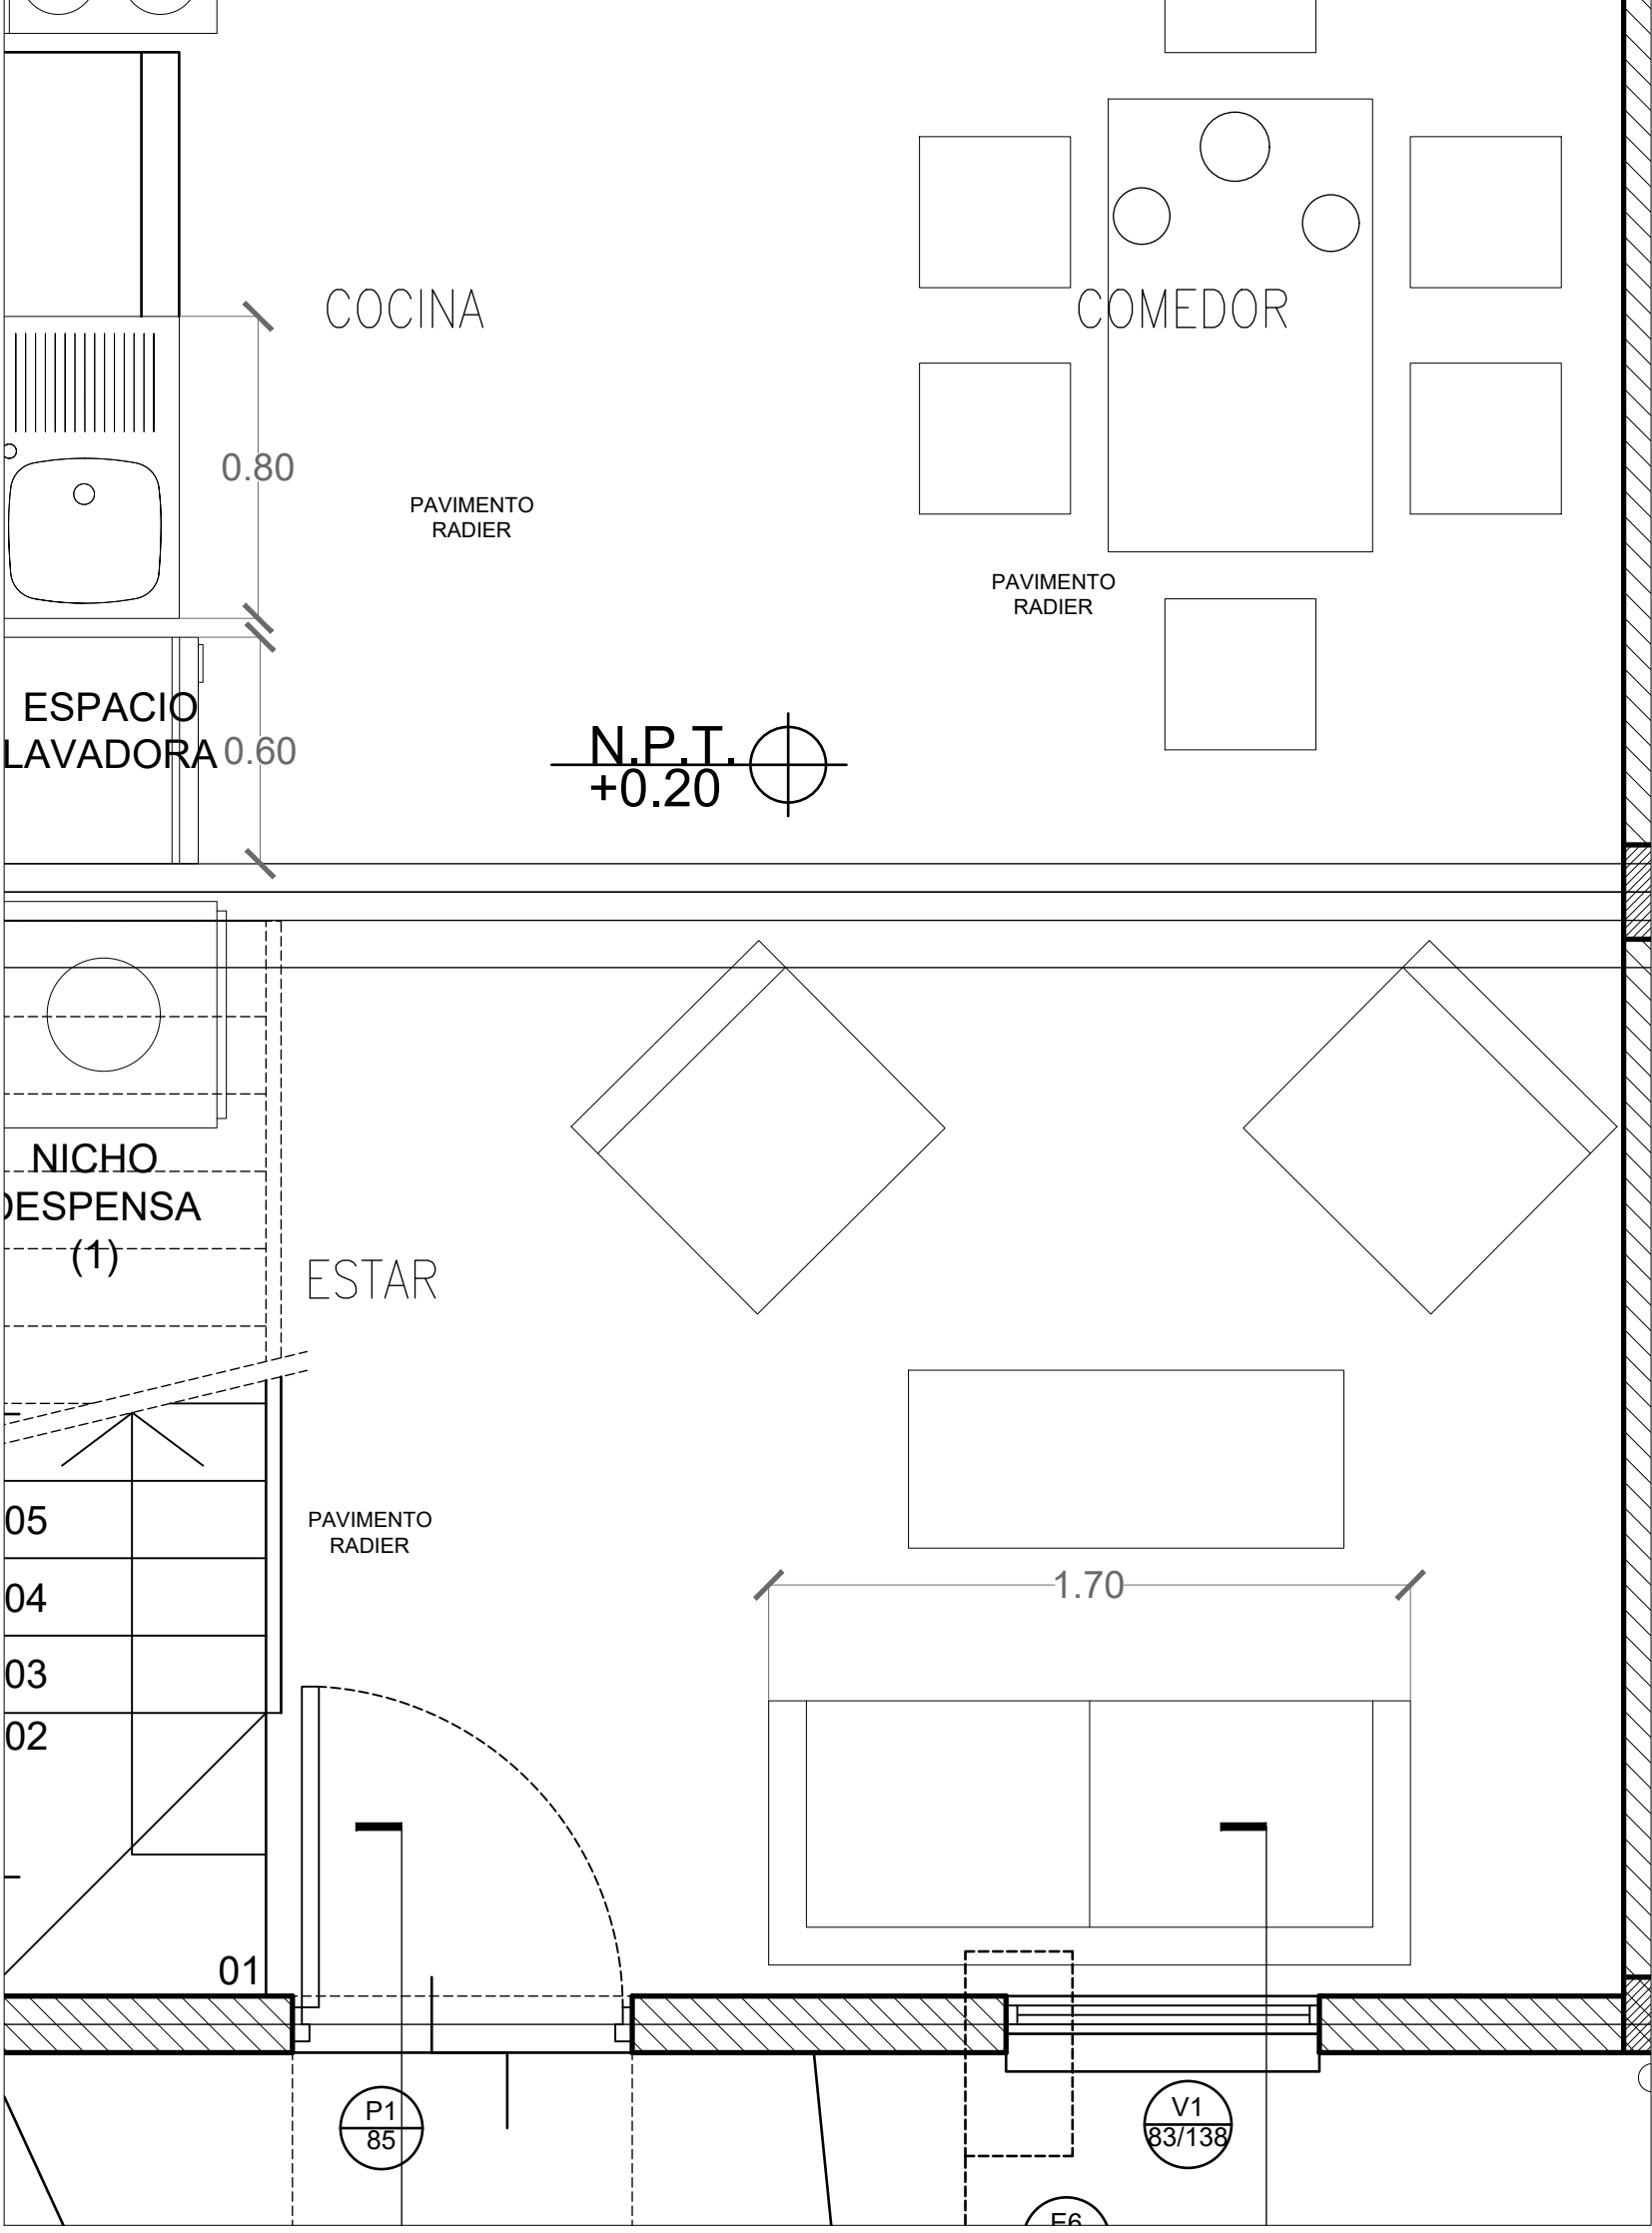 COCINA
COMEDOR
0.80
PAVIMENTO
RADIER
PAVIMENTO
RADIER
ESPACIO
LAVADORA
0.60
N.P.T.
+0.20
NICHO
DESPENSA
(1)
ESTAR
05
PAVIMENTO
RADIER
1.70
04
03
02
01
P1
85
V1
83/138